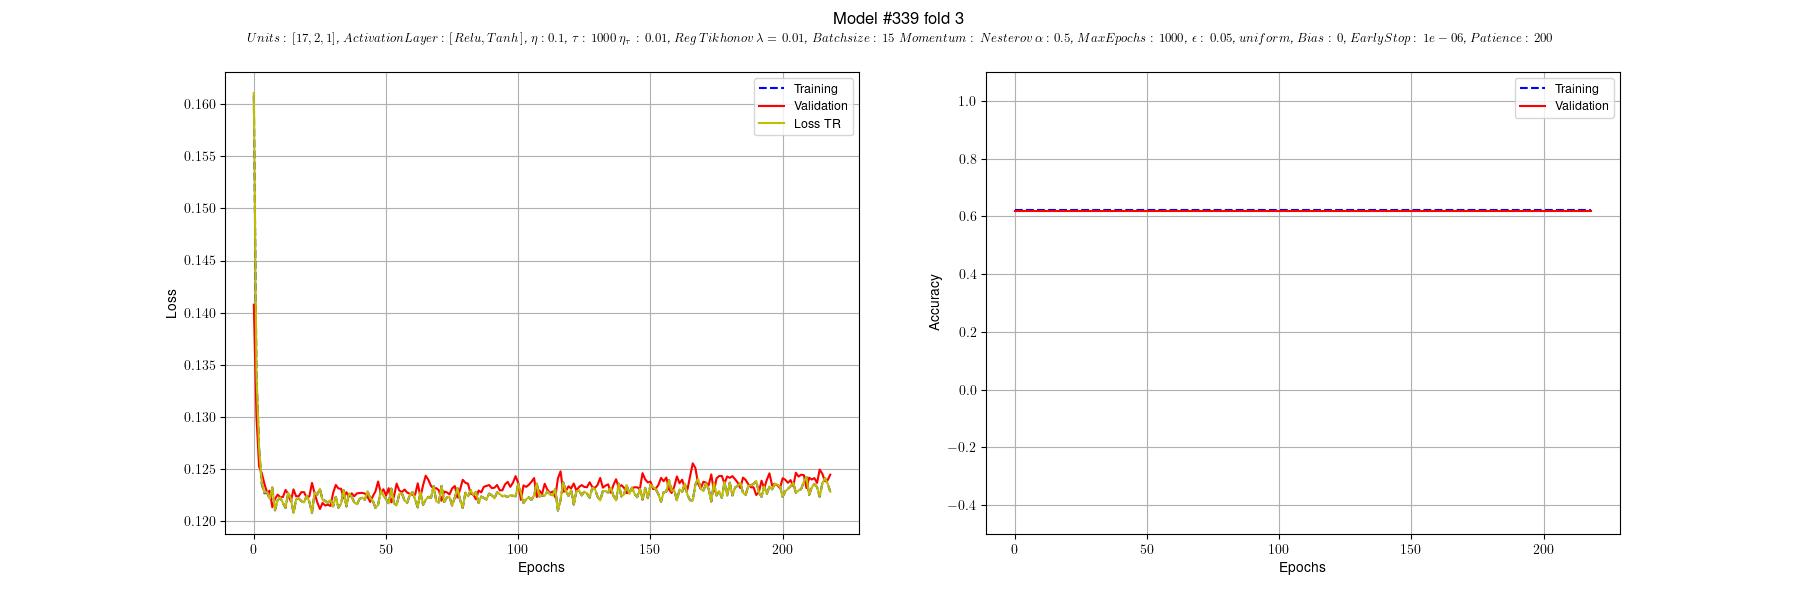 Model #339 fold 3
Units : [17, 2, 1], ActivationLayer : [Relu, Tanh], η : 0.1, τ : 1000 ητ : 0.01, Reg Tikhonov λ = 0.01, Batchsize : 15 Momentum : Nesterov α : 0.5, MaxEpochs : 1000, ϵ : 0.05, uniform, Bias : 0, EarlyStop : 1e − 06, Patience : 200
Training
Validation
Loss TR
0.160
0.155
0.150
0.145
0.140
0.135
0.130
0.125
0.120
Loss
0 50 100 150 200
Epochs
Training
Validation
1.0
0.8
0.6
0.4
0.2
0.0
−0.2
−0.4
Accuracy
0 50 100 150 200
Epochs